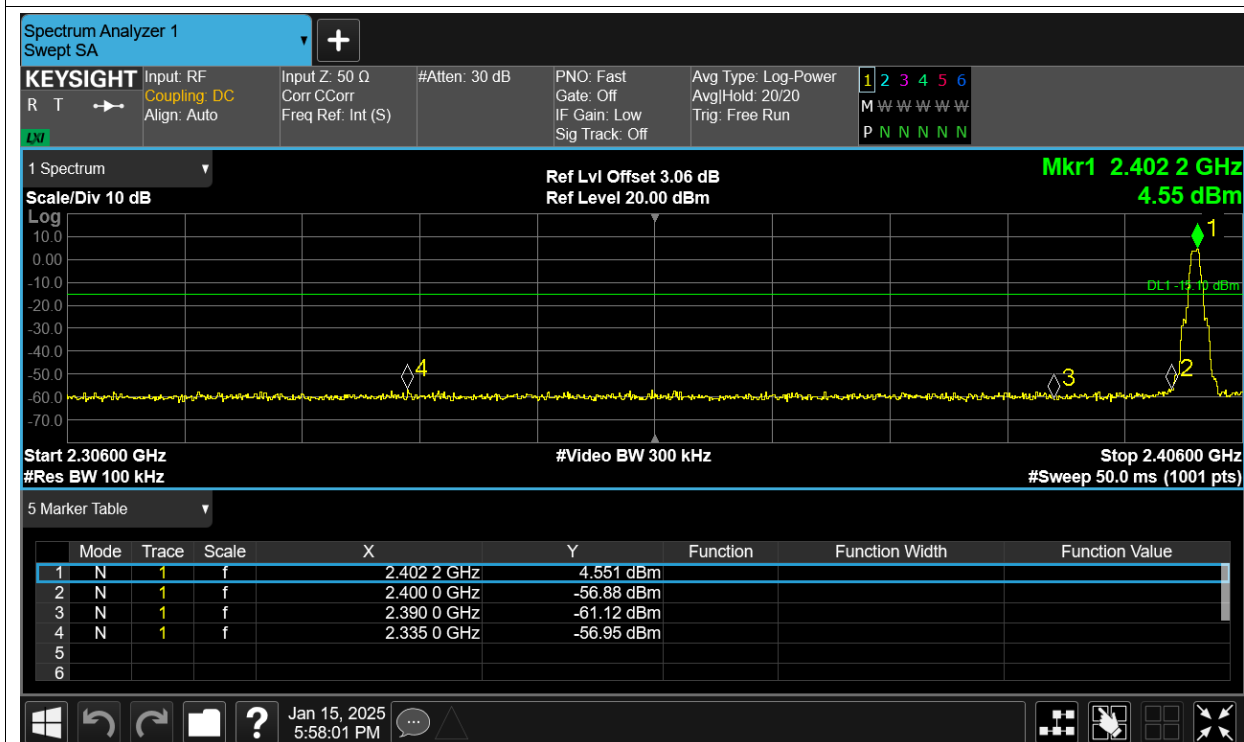 Spectrum Analyzer 1
Swept SA
+
KEYSIGHT Input: RF Input Z: 50 Ω #Atten: 30 dB PNO: Fast Avg Type: Log-Power 1 2 3 4 5 6
R T Coupling: DC Corr CCorr Gate: Off Avg|Hold: 20/20 M W W W W W
Align: Auto Freq Ref: Int (S) IF Gain: Low Trig: Free Run
LXI Sig Track: Off P N N N N N
1 Spectrum Ref Lvl Offset 3.06 dB Mkr1 2.402 2 GHz
Scale/Div 10 dB Ref Level 20.00 dBm 4.55 dBm
Log
1
10.0
0.00
-10.0
DL1 -15.10 dBm
-20.0
-30.0
-40.0
4 3 2
-50.0
-60.0
-70.0
Start 2.30600 GHz #Video BW 300 kHz Stop 2.40600 GHz
#Res BW 100 kHz #Sweep 50.0 ms (1001 pts)
5 Marker Table
Mode Trace Scale X Y Function Function Width Function Value
1 N 1 f 2.402 2 GHz 4.551 dBm
2 N 1 f 2.400 0 GHz -56.88 dBm
3 N 1 f 2.390 0 GHz -61.12 dBm
4 N 1 f 2.335 0 GHz -56.95 dBm
5
6
? Jan 15, 2025
5:58:01 PM